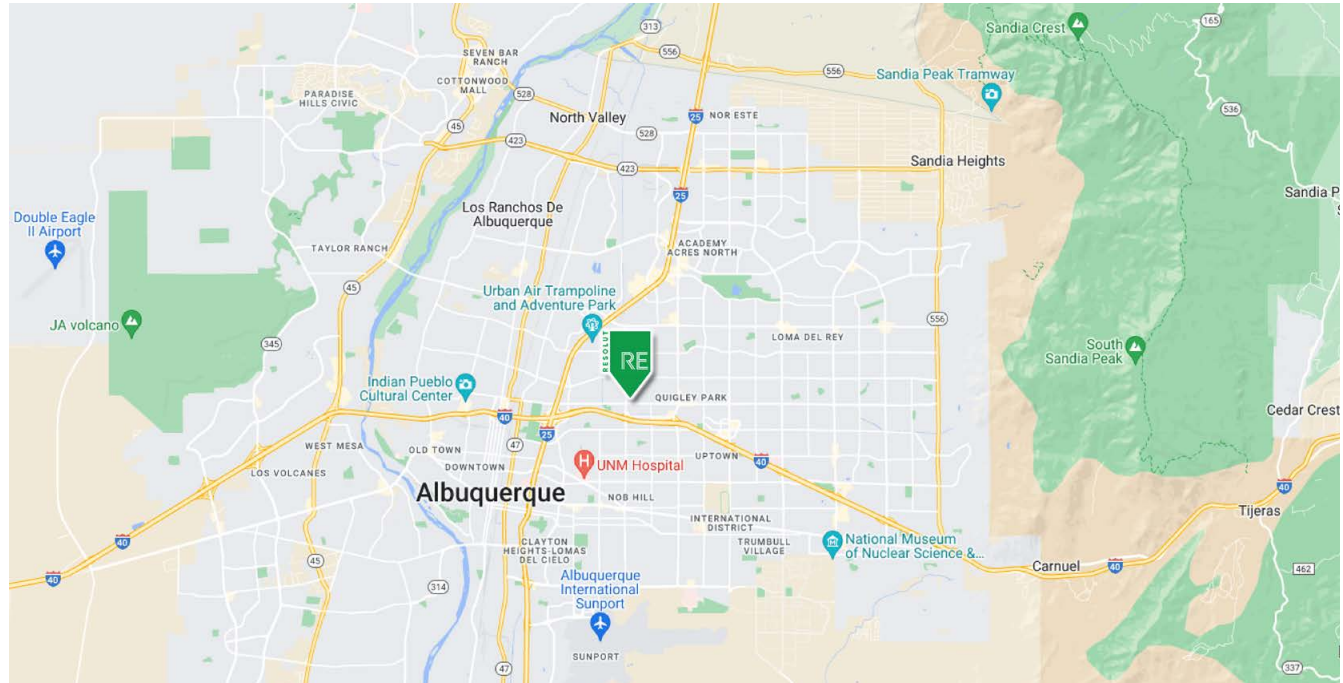 313
165
Sandia Crest
SEVEN BAR
RANCH
556
556
Sandia Peak Tramway
COTTONWOOD
MALL
PARADISE
HILLS CIVIC
528
536
North Valley
25
NOR ESTE
45
528
423
423
Sandia Heights
25
Sandia P
Los Ranchos De
Albuquerque
Double Eagle
II Airport
TAYLOR RANCH
ACADEMY
ACRES NORTH
45
Urban Air Trampoline
and Adventure Park
JA volcano
556
345
LOMA DEL REY
South
Sandia Peak
RESOLUT
RE
Indian Pueblo
Cultural Center
QUIGLEY PARK
Cedar Crest
40
25
47
WEST MESA
OLD TOWN
UPTOWN
40
DOWNTOWN
UNM Hospital
LOS VOLCANES
40
Albuquerque
NOB HILL
Tijeras
INTERNATIONAL
DISTRICT
40
CLAYTON
HEIGHTS-LOMAS
DEL CIELO
TRUMBULL
VILLAGE
National Museum
of Nuclear Science &...
45
Carnuel
40
462
40
314
Albuquerque
International
Sunport
SUNPORT
47
337